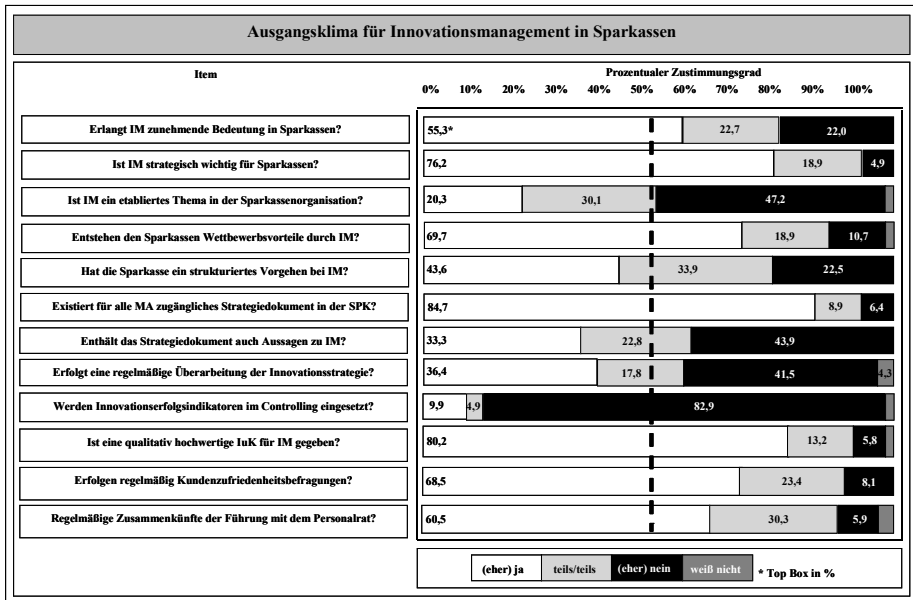 Ausgangsklima für Innovationsmanagement in Sparkassen
Item
Prozentualer Zustimmungsgrad
0% 10% 20% 30% 40% 50% 60% 70% 80% 90% 100%
Erlangt IM zunehmende Bedeutung in Sparkassen? 55,3* 22,7 22,0
Ist IM strategisch wichtig für Sparkassen? 76,2 18,9 4,9
Ist IM ein etabliertes Thema in der Sparkassenorganisation? 20,3 30,1 47,2
Entstehen den Sparkassen Wettbewerbsvorteile durch IM? 69,7 18,9 10,7
Hat die Sparkasse ein strukturiertes Vorgehen bei IM? 43,6 33,9 22,5
Existiert für alle MA zugängliches Strategiedokument in der SPK? 84,7 8,9 6,4
Enthält das Strategiedokument auch Aussagen zu IM? 33,3 22,8 43,9
Erfolgt eine regelmäßige Überarbeitung der Innovationsstrategie? 36,4 17,8 41,5 4,3
Werden Innovationserfolgsindikatoren im Controlling eingesetzt? 9,9 4,9 82,9
Ist eine qualitativ hochwertige IuK für IM gegeben? 80,2 13,2 5,8
Erfolgen regelmäßig Kundenzufriedenheitsbefragungen? 68,5 23,4 8,1
Regelmäßige Zusammenkünfte der Führung mit dem Personalrat? 60,5 30,3 5,9
(eher) ja teils/teils (eher) nein weiß nicht * Top Box in %